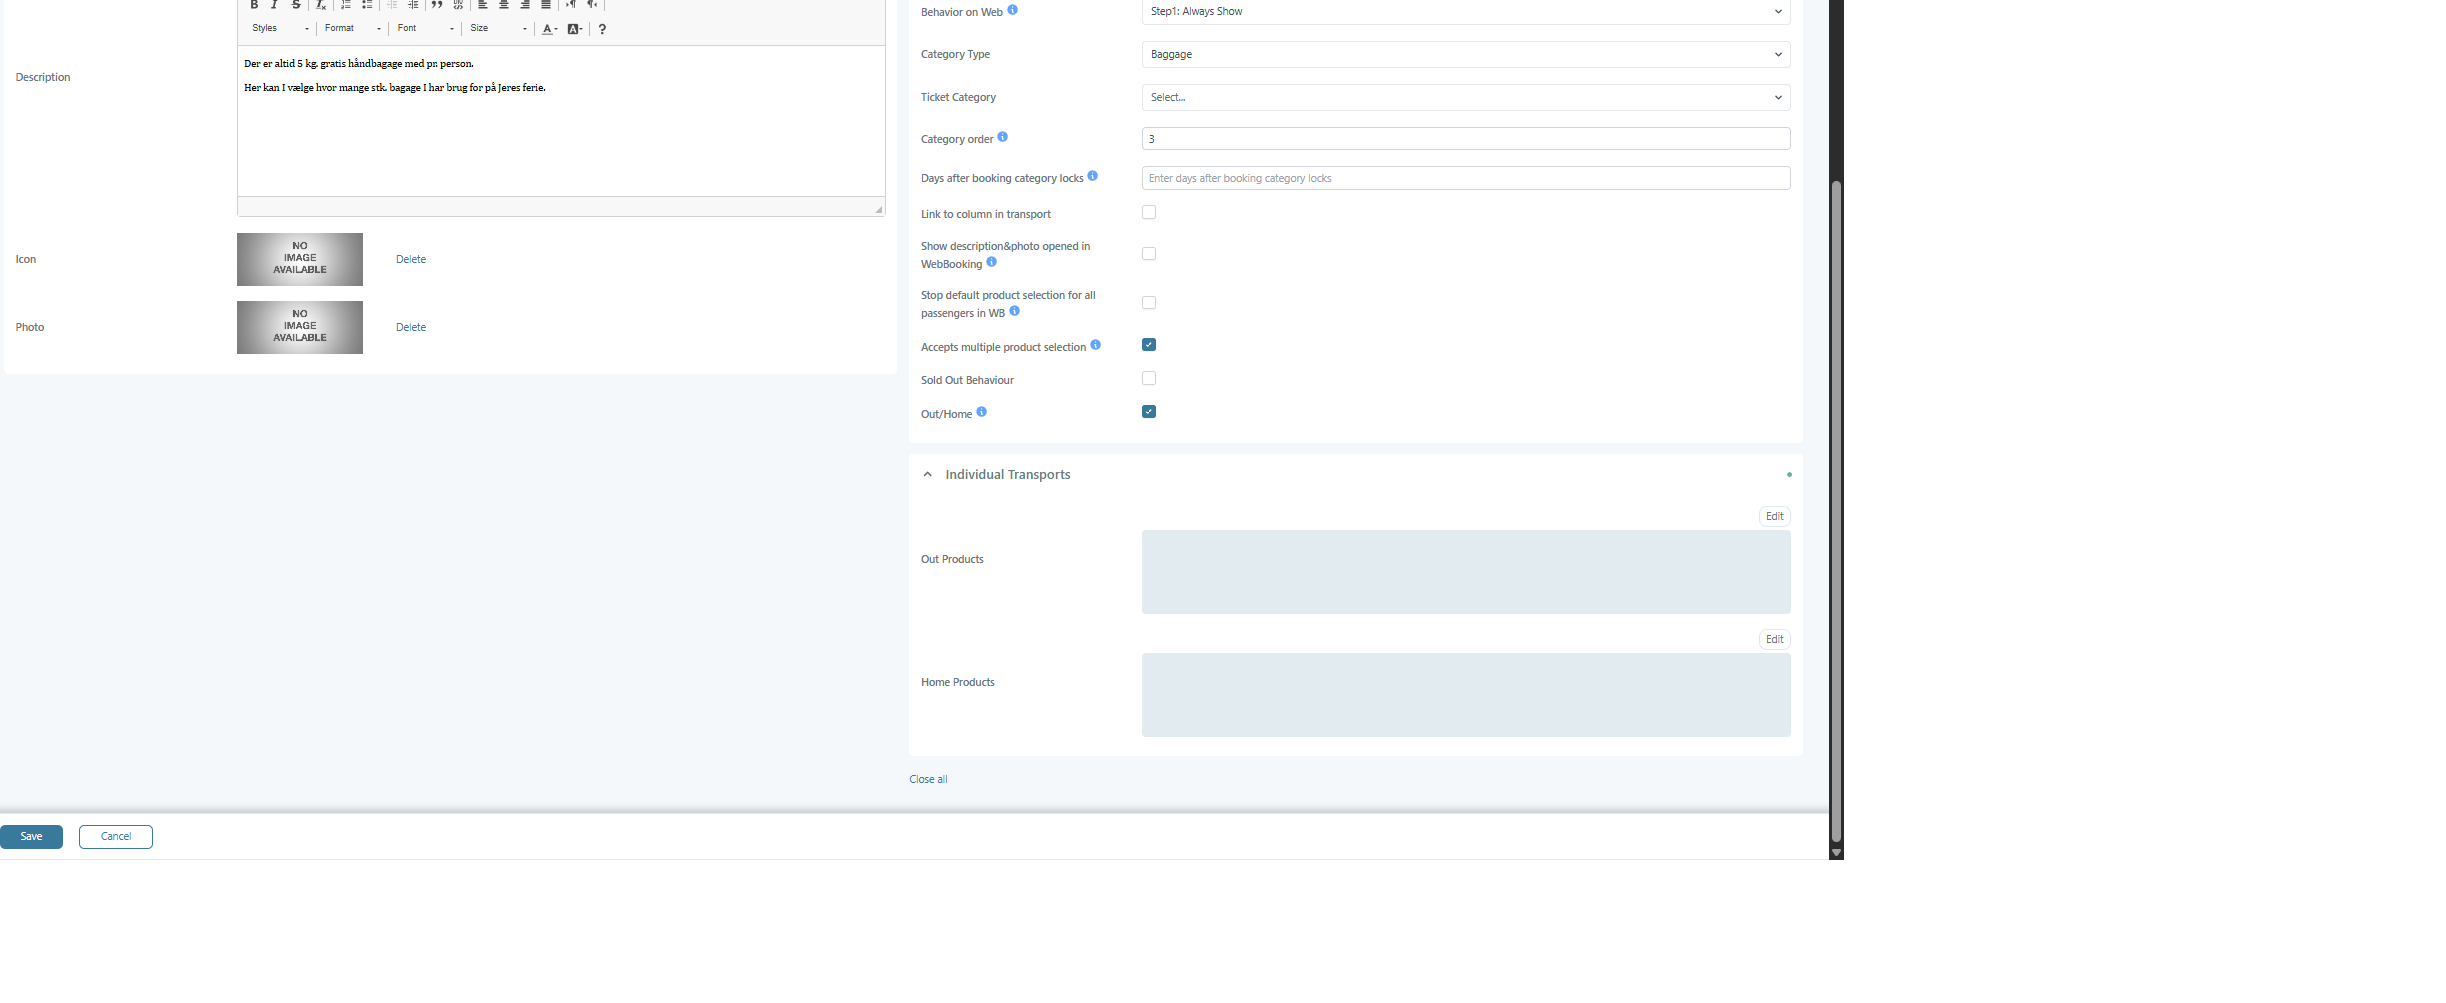 Styles
Format
Font
Size
Description
Der er altid 5 kg. gratis håndbagage med pr. person.
Her kan I vælge hvor mange stk. bagage I har brug for på Jeres ferie.
Icon
NO
IMAGE
AVAILABLE
Delete
Photo
NO
IMAGE
AVAILABLE
Delete
Behavior on Web
Step1: Always Show
Category Type
Baggage
Ticket Category
Select...
Category order
3
Days after booking category locks
Enter days after booking category locks
Link to column in transport
Show description&photo opened in
WebBooking
Stop default product selection for all
passengers in WB
Accepts multiple product selection
Sold Out Behaviour
Out/Home
Individual Transports
Edit
Out Products
Edit
Home Products
Close all
Save
Cancel